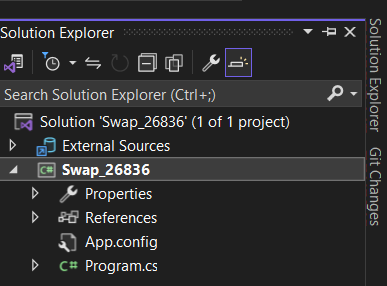 Solution Explorer
Search Solution Explorer (Ctrl+;)
Solution 'Swap_26836' (1 of 1 project)
External Sources
C# Swap_26836
Properties
References
App.config
C# Program.cs
Solution Explorer
Git Changes